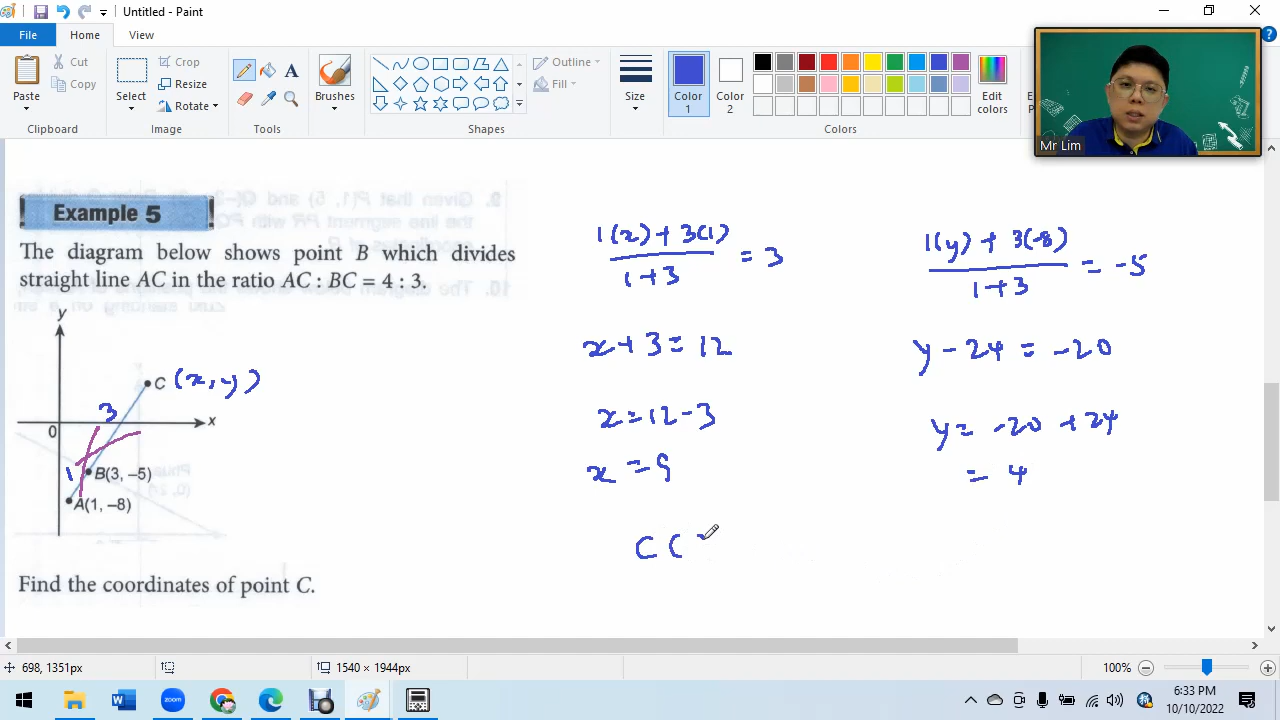 Untitled - Paint
File
Home
View
Paste
Cut
Copy
Clipboard
Select
Crop
Resize
Rotate
Image
A
Tools
Brushes
Outline
Fill
Shapes
Size
Color 1
Color 2
Edit colors
Colors
Mr Lim
Example 5
The diagram below shows point B which divides
straight line AC in the ratio AC : BC = 4 : 3.
y
C (x, y)
3
0
x
1
B(3, −5)
A(1, −8)
Find the coordinates of point C.
1(x) + 3(1)
1+3
= 3
x + 3 = 12
x = 12 - 3
x = 9
C (
1(y) + 3(-8)
1+3
= -5
y - 24 = -20
y = -20 + 24
= 4
698, 1351px
1540 × 1944px
100%
zoom
6:33 PM
10/10/2022